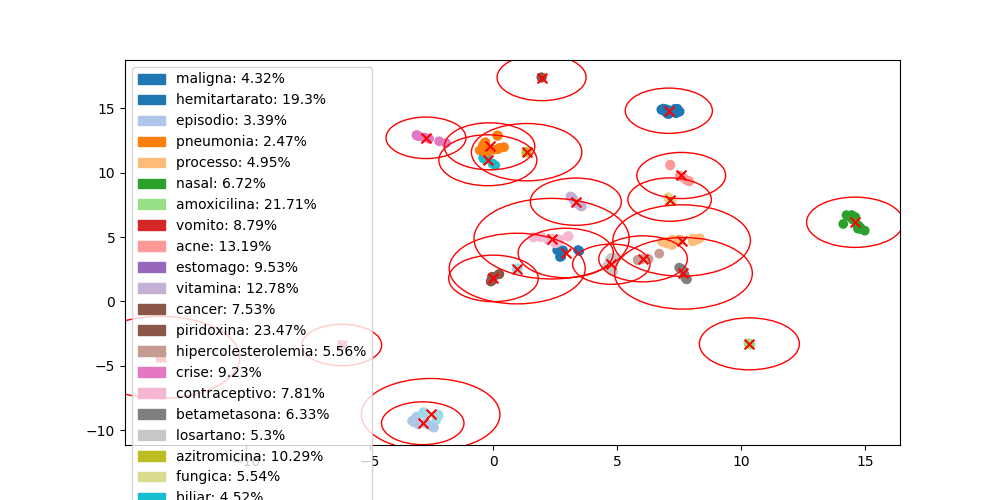 maligna: 4.32%
hemitartarato: 19.3%
episodio: 3.39%
pneumonia: 2.47%
processo: 4.95%
nasal: 6.72%
amoxicilina: 21.71%
vomito: 8.79%
acne: 13.19%
estomago: 9.53%
vitamina: 12.78%
cancer: 7.53%
piridoxina: 23.47%
hipercolesterolemia: 5.56%
crise: 9.23%
contraceptivo: 7.81%
betametasona: 6.33%
losartano: 5.3%
azitromicina: 10.29%
fungica: 5.54%
biliar: 4.52%
15
10
5
0
−5
−10
−10 −5 0 5 10 15